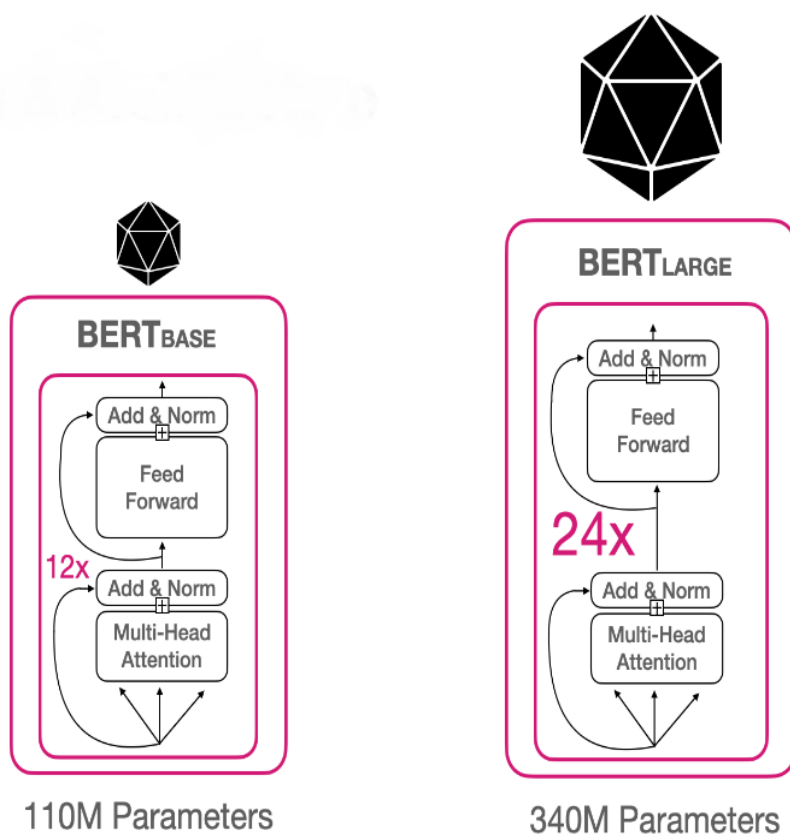 BERTBASE
Add & Norm
Feed
Forward
12x
Add & Norm
Multi-Head
Attention
110M Parameters
BERTLARGE
Add & Norm
Feed
Forward
24x
Add & Norm
Multi-Head
Attention
340M Parameters